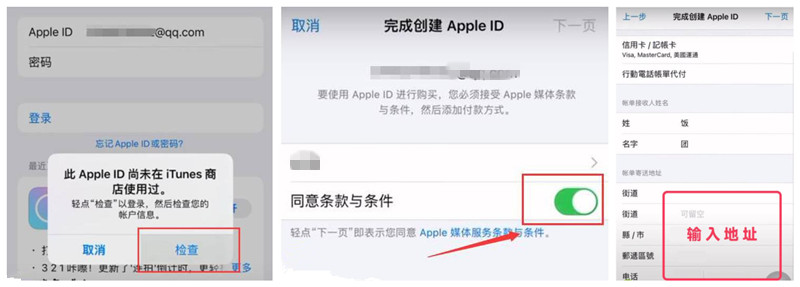 Apple ID
@qq.com
密码
登录
忘记 Apple ID 或密码?
最近
此 Apple ID 尚未在 iTunes 商
店使用过。
轻点“检查”以登录，然后检查您的
帐户信息。
取消
检查
更多
取消
完成创建 Apple ID
下一页
要使用 Apple ID 进行购买，您必须接受 Apple 媒体条款
与条件，然后添加付款方式。
同意条款与条件
轻点“下一页”即表示您同意 Apple 媒体服务条款与条件。
上一步
完成创建 Apple ID
下一页
信用卡 / 記帳卡
Visa, MasterCard, 美國運通
行動電話帳單代付
帳單接收人姓名
姓 饭
名字 团
帳單寄送地址
街道
街道 可留空
縣 / 市
郵遞區號
电话
输入地址